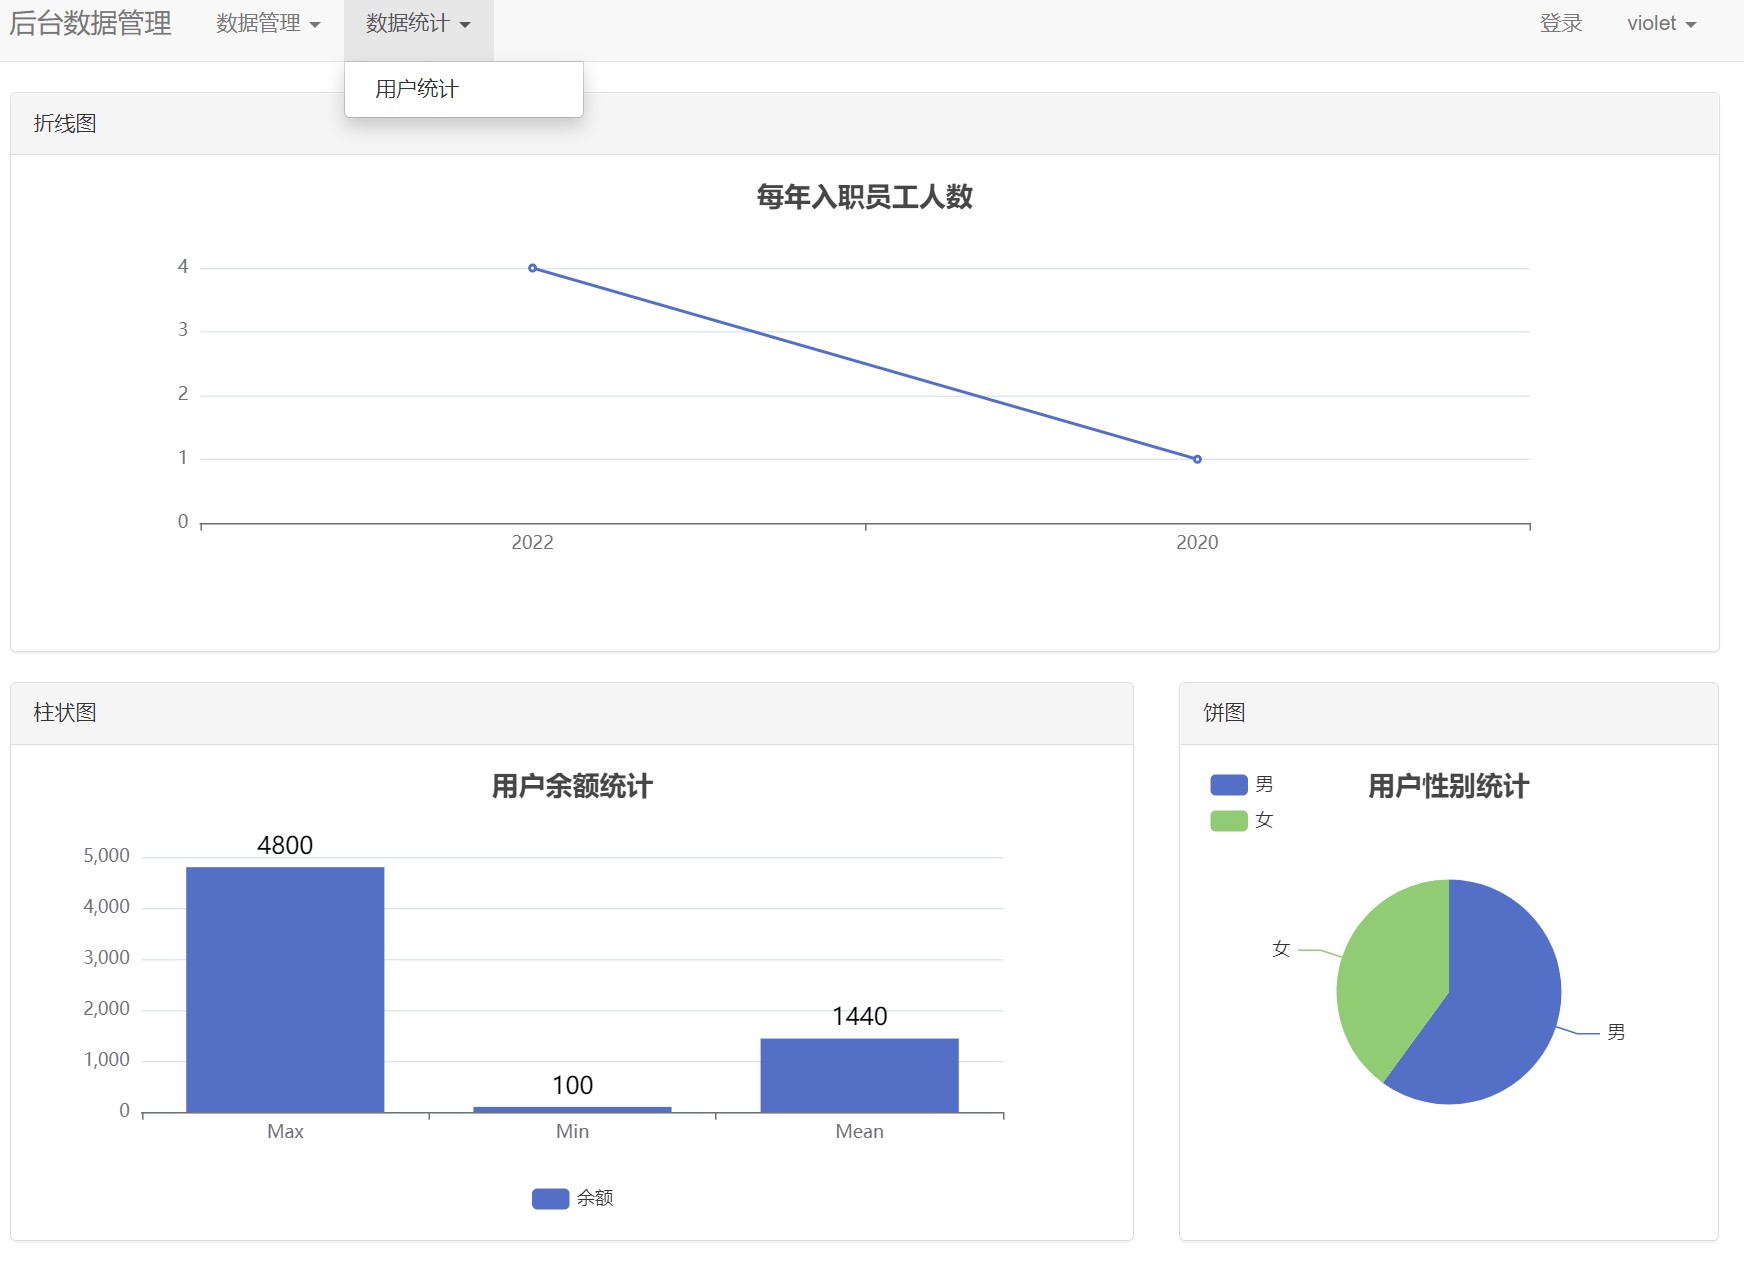 后台数据管理 数据管理 数据统计 登录 violet
用户统计
折线图
每年入职员工人数
4
3
2
1
0
2022 2020
柱状图
用户余额统计
5,000
4,000
3,000
2,000
1,000
0
4800
100
1440
Max Min Mean
余额
饼图
男
女
用户性别统计
女
男